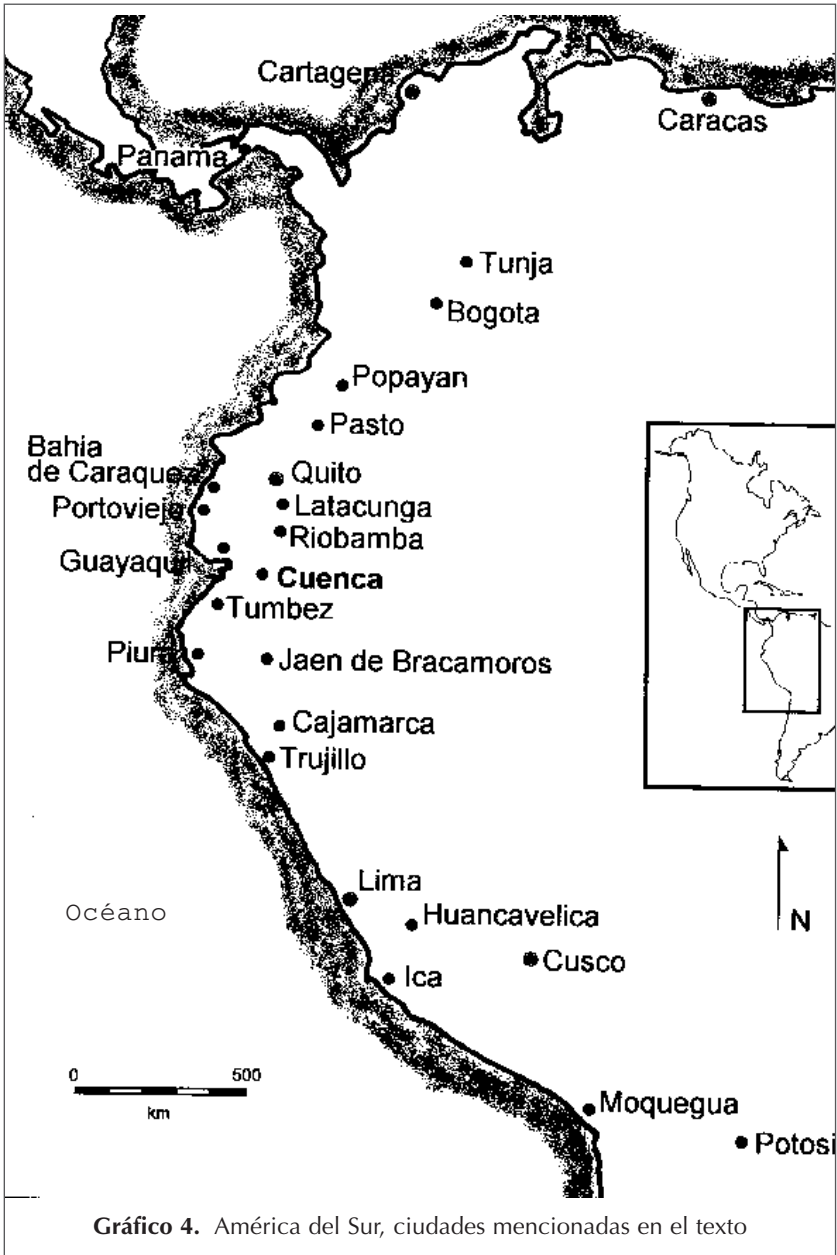 Cartagena
Caracas
Panama
Tunja
Bogota
Popayan
Pasto
Bahia
de Caraquez
Quito
Portoviejo
Latacunga
Riobamba
Guayaquil
Cuenca
Tumbez
Piura
Jaen de Bracamoros
Cajamarca
Trujillo
Lima
Océano
Huancavelica
N
Cusco
Ica
0 500
km
Moquegua
Potosi
Gráfico 4. América del Sur, ciudades mencionadas en el texto